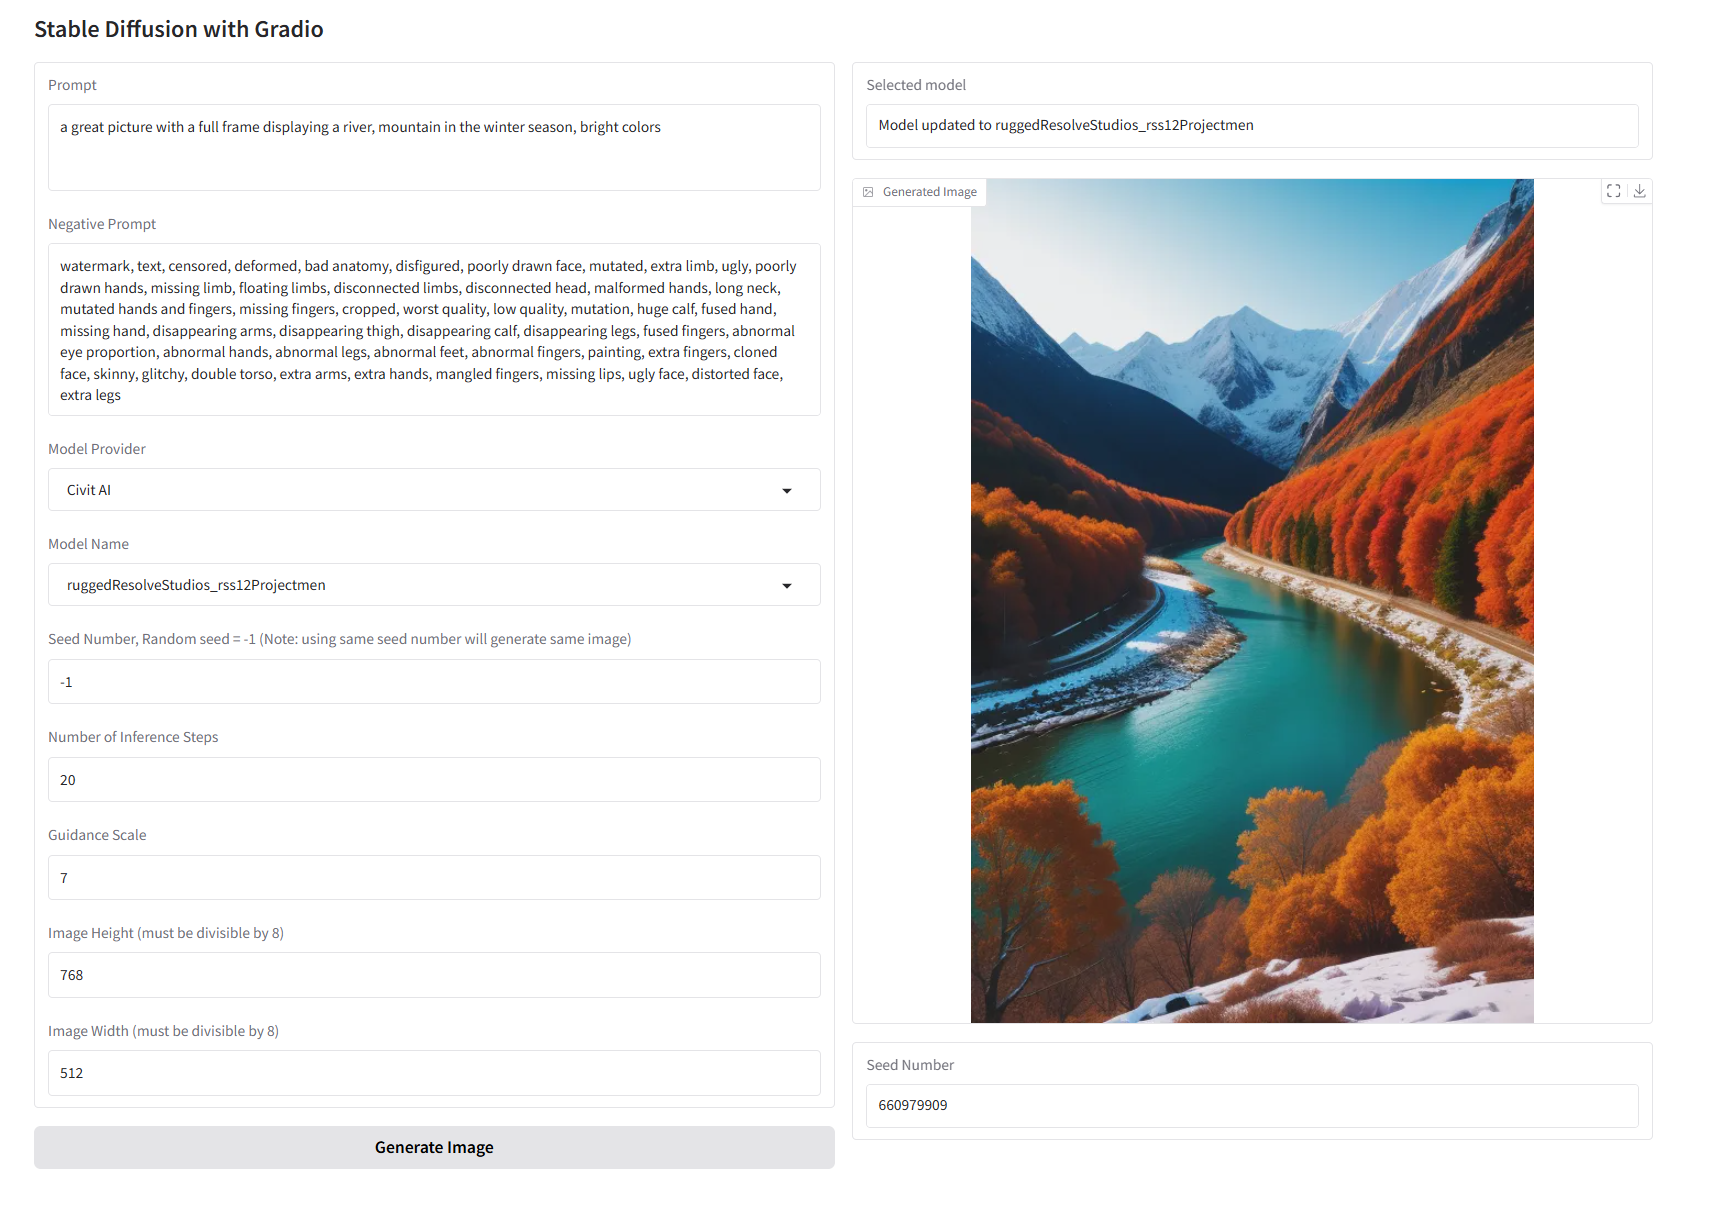 Stable Diffusion with Gradio
Prompt
a great picture with a full frame displaying a river, mountain in the winter season, bright colors
Negative Prompt
watermark, text, censored, deformed, bad anatomy, disfigured, poorly drawn face, mutated, extra limb, ugly, poorly
drawn hands, missing limb, floating limbs, disconnected limbs, disconnected head, malformed hands, long neck,
mutated hands and fingers, missing fingers, cropped, worst quality, low quality, mutation, huge calf, fused hand,
missing hand, disappearing arms, disappearing thigh, disappearing calf, disappearing legs, fused fingers, abnormal
eye proportion, abnormal hands, abnormal legs, abnormal feet, abnormal fingers, painting, extra fingers, cloned
face, skinny, glitchy, double torso, extra arms, extra hands, mangled fingers, missing lips, ugly face, distorted face,
extra legs
Model Provider
Civit AI
Model Name
ruggedResolveStudios_rss12Projectmen
Seed Number, Random seed = -1 (Note: using same seed number will generate same image)
-1
Number of Inference Steps
20
Guidance Scale
7
Image Height (must be divisible by 8)
768
Image Width (must be divisible by 8)
512
Generate Image
Selected model
Model updated to ruggedResolveStudios_rss12Projectmen
Generated Image
Seed Number
660979909